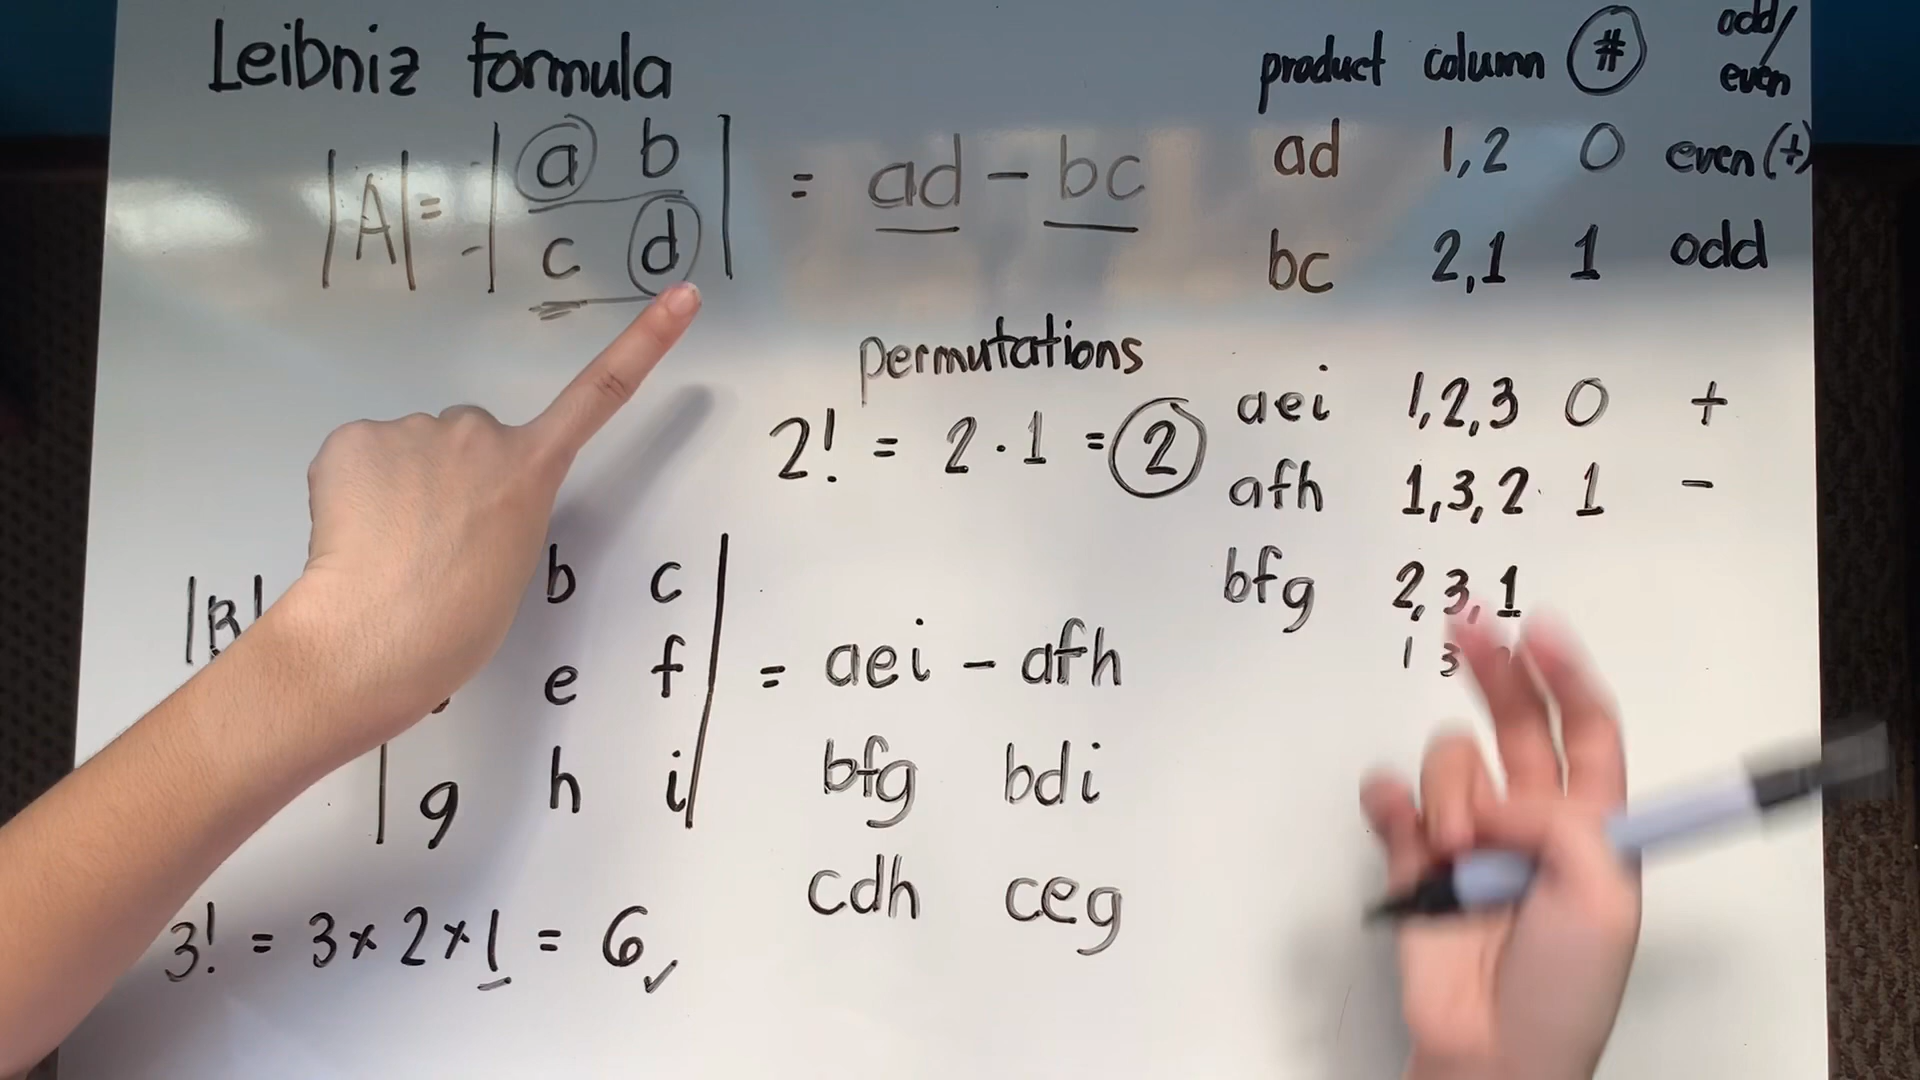 Leibniz Formula
|A| = | a b | = ad - bc
c d
product column # odd/even
ad 1,2 0 even (+)
bc 2,1 1 odd
permutations
2! = 2 · 1 = 2
aei 1,2,3 0 +
afh 1,3,2 1 -
bfg 2,3,1
1 3
|B| b c
e f = aei - afh
g h i bfg bdi
cdh ceg
3! = 3 x 2 x 1 = 6 ✓